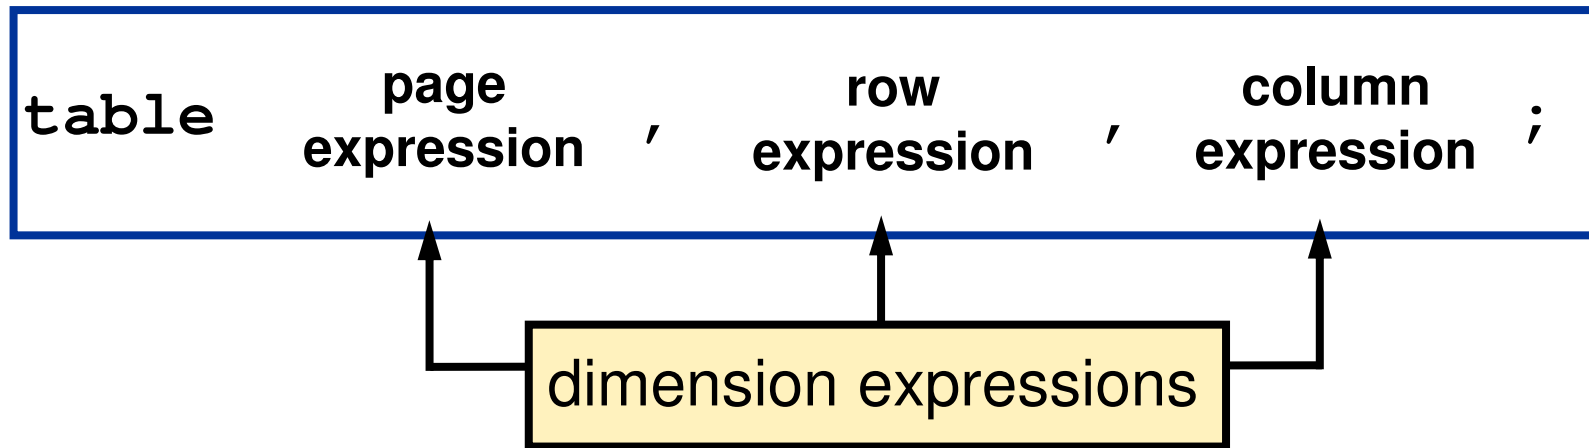 table page expression , row expression , column expression ;
dimension expressions